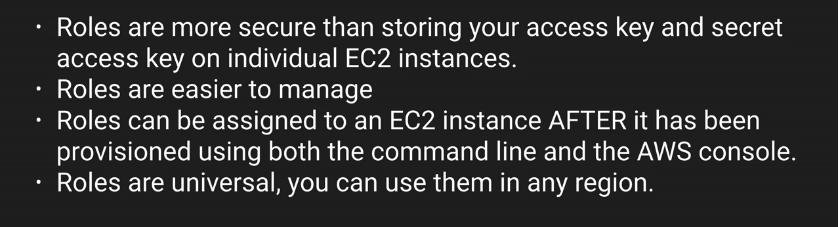 · Roles are more secure than storing your access key and secret
access key on individual EC2 instances.
· Roles are easier to manage
· Roles can be assigned to an EC2 instance AFTER it has been
provisioned using both the command line and the AWS console.
· Roles are universal, you can use them in any region.